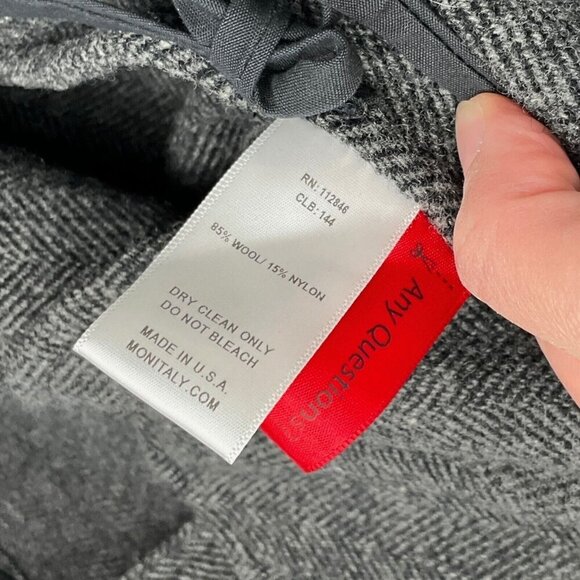 RN: 112846
CLB: 144
85% WOOL/ 15% NYLON
DRY CLEAN ONLY
DO NOT BLEACH
MADE IN U.S.A.
MONITALY.COM
Any Questions?